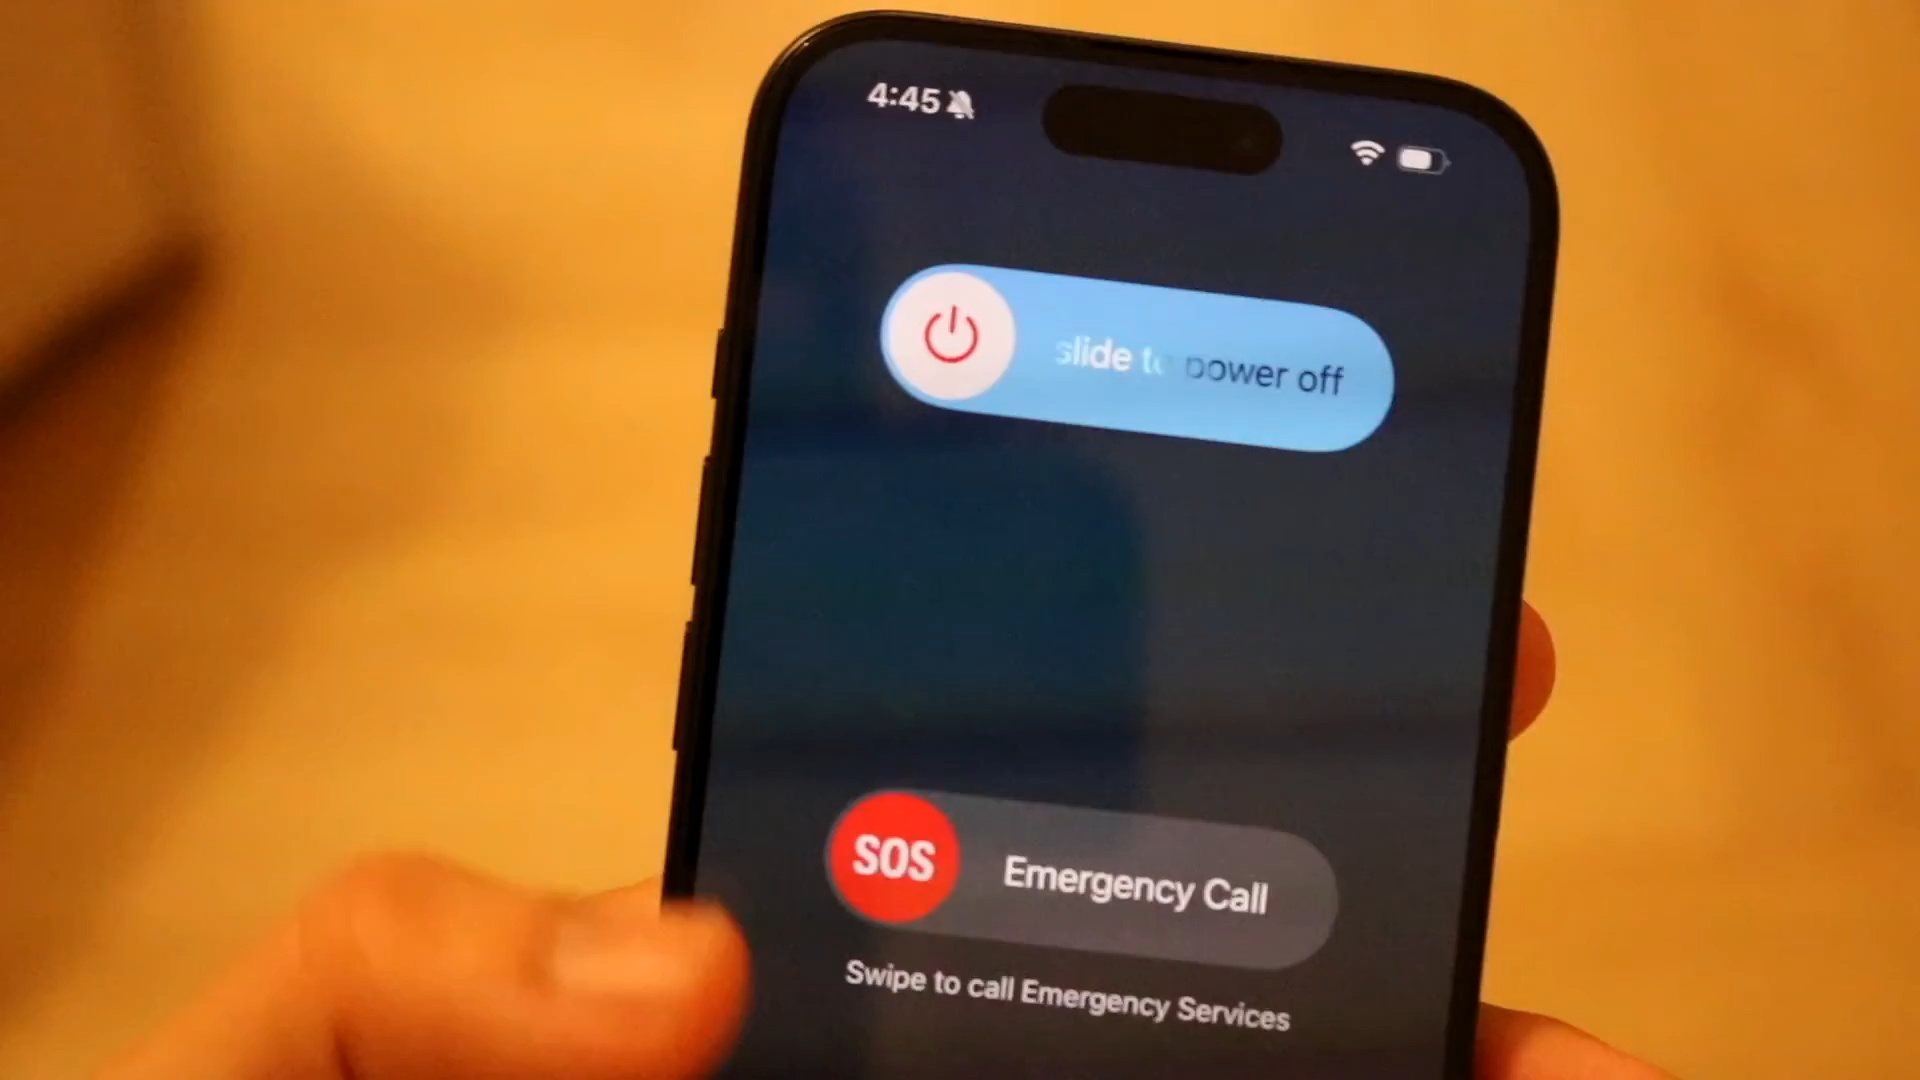 4:45
slide to power off
SOS
Emergency Call
Swipe to call Emergency Services